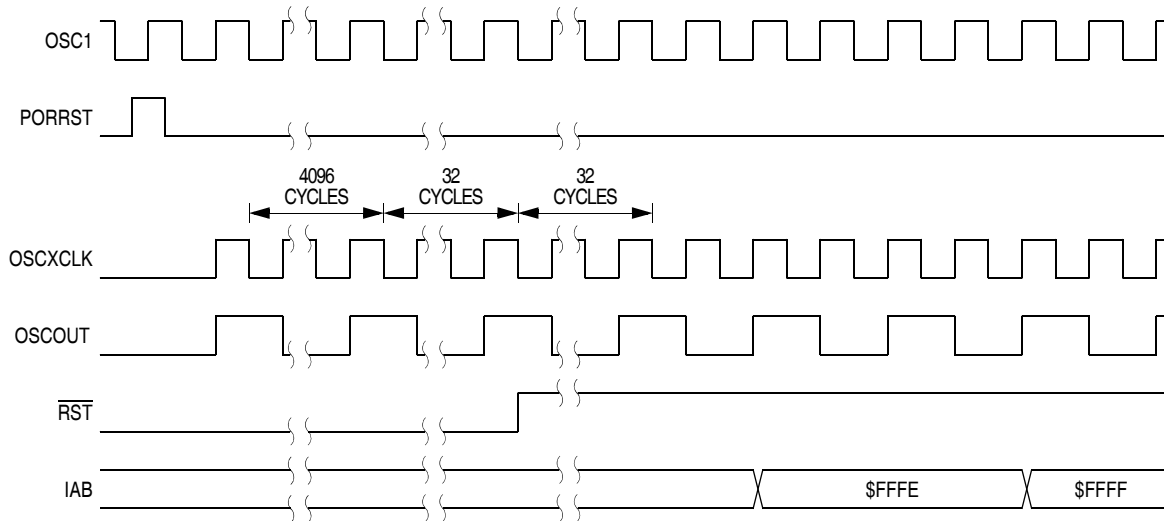 OSC1
PORRST
4096
CYCLES
32
CYCLES
32
CYCLES
OSCXCLK
OSCOUT
RST
IAB
$FFFE
$FFFF